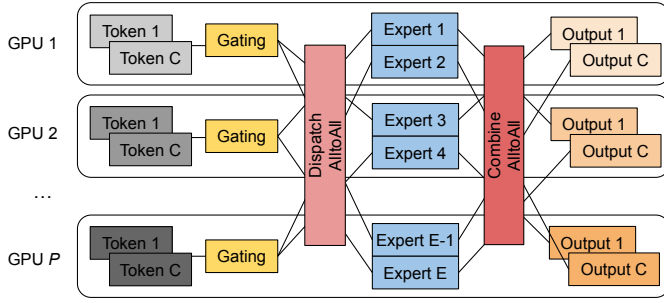 GPU 1
Token 1
Token C
Gating
Expert 1
Expert 2
Output 1
Output C
GPU 2
Token 1
Token C
Gating
Dispatch
AlltoAll
Expert 3
Expert 4
Combine
AlltoAll
Output 1
Output C
...
GPU P
Token 1
Token C
Gating
Expert E-1
Expert E
Output 1
Output C